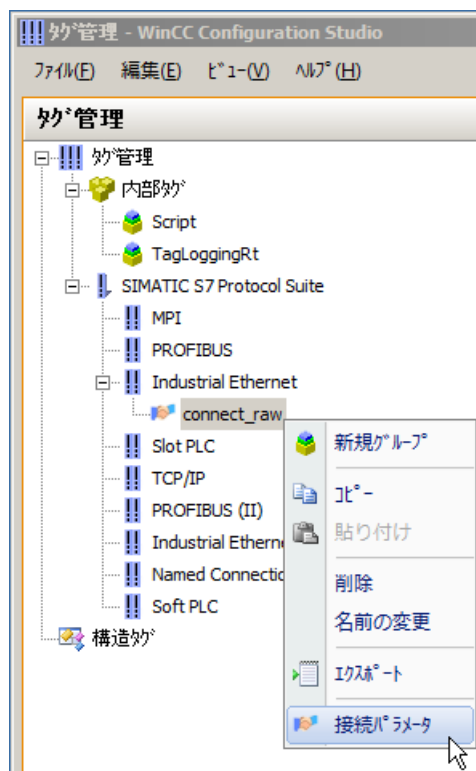 ﾀｸﾞ管理 - WinCC Configuration Studio
ﾌｧｲﾙ(F) 編集(E) ﾋﾞｭｰ(V) ﾍﾙﾌﾟ(H)
ﾀｸﾞ管理
ﾀｸﾞ管理
内部ﾀｸﾞ
Script
TagLoggingRt
SIMATIC S7 Protocol Suite
MPI
PROFIBUS
Industrial Ethernet
connect_raw
Slot PLC
TCP/IP
PROFIBUS (II)
Industrial Etherne
Named Connectio
Soft PLC
構造ﾀｸﾞ
新規ｸﾞﾙｰﾌﾟ
ｺﾋﾟｰ
貼り付け
削除
名前の変更
ｴｸｽﾎﾟｰﾄ
接続ﾊﾟﾗﾒｰﾀ